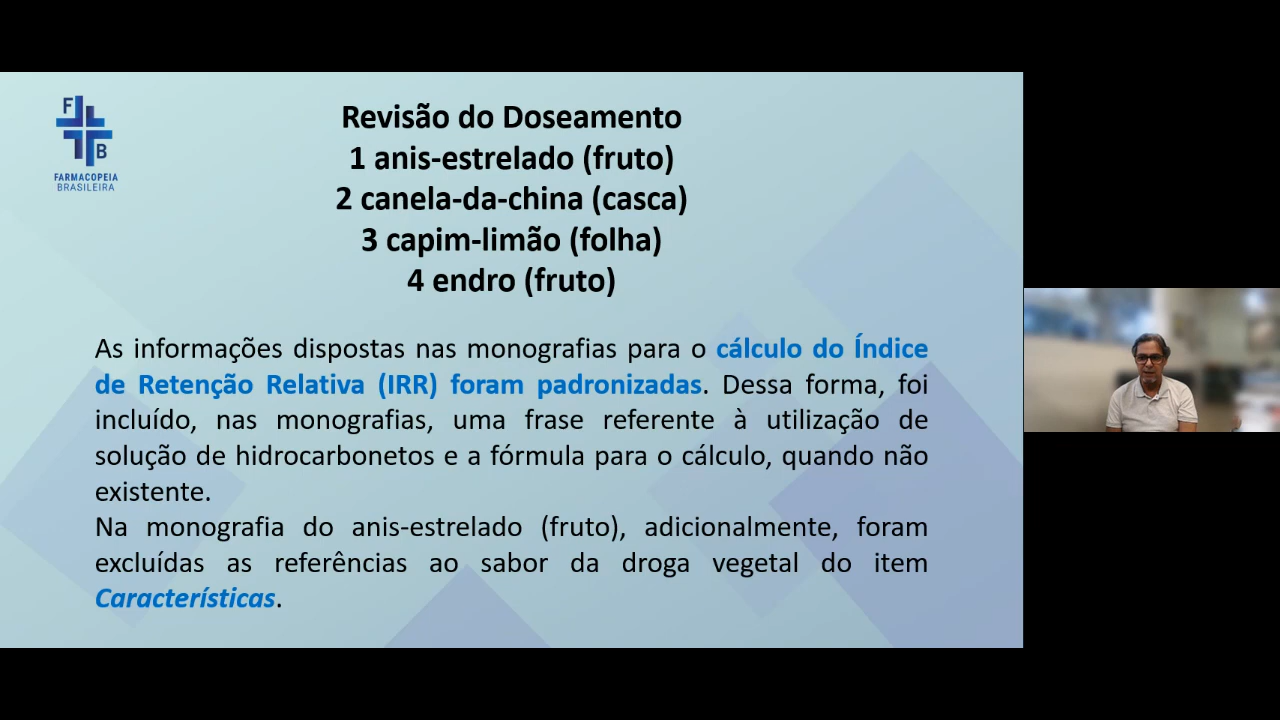 F
B
FARMACOPEIA
BRASILEIRA
Revisão do Doseamento
1 anis-estrelado (fruto)
2 canela-da-china (casca)
3 capim-limão (folha)
4 endro (fruto)
As informações dispostas nas monografias para o cálculo do Índice
de Retenção Relativa (IRR) foram padronizadas. Dessa forma, foi
incluído, nas monografias, uma frase referente à utilização de
solução de hidrocarbonetos e a fórmula para o cálculo, quando não
existente.
Na monografia do anis-estrelado (fruto), adicionalmente, foram
excluídas as referências ao sabor da droga vegetal do item
Características.